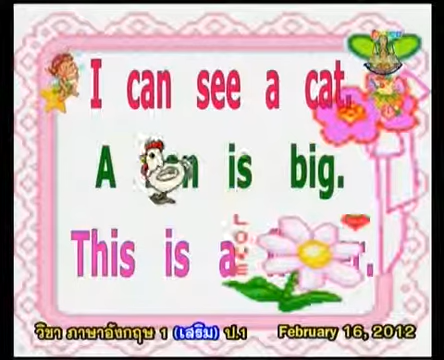 I can see a cat.
A hen is big.
This is a
LOVE
วิชา ภาษาอังกฤษ 1 (เสริม) ป.1 February 16, 2012